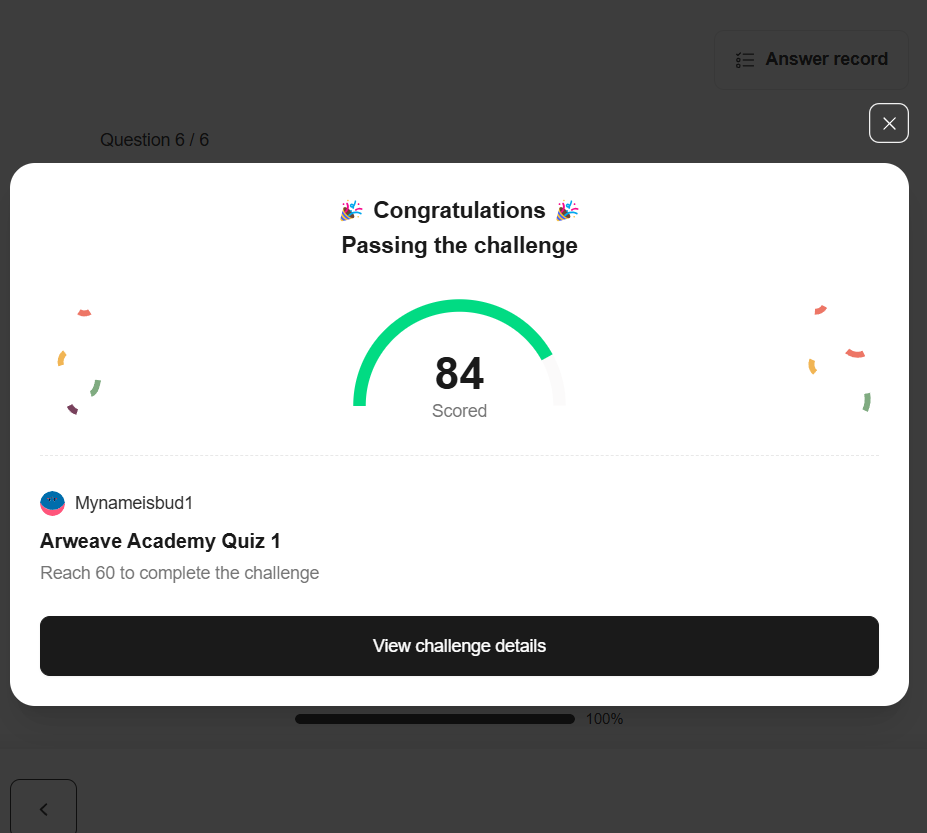 Answer record
Question 6 / 6
🎉 Congratulations 🎉
Passing the challenge
84
Scored
Mynameisbud1
Arweave Academy Quiz 1
Reach 60 to complete the challenge
View challenge details
100%